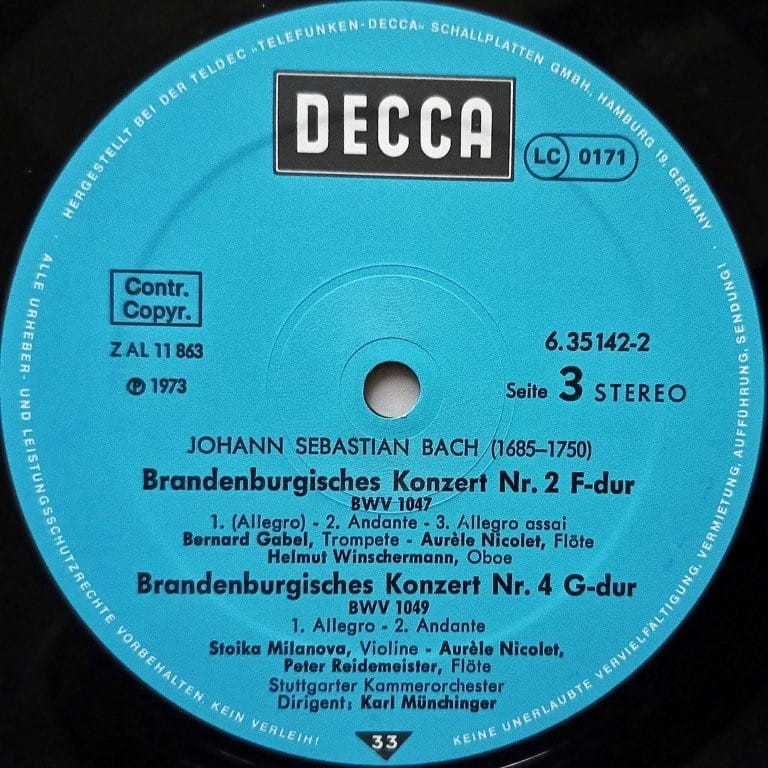 HERGESTELLT BEI DER TELDEC »TELEFUNKEN-DECCA« SCHALLPLATTEN GMBH., HAMBURG 19, GERMANY
DECCA
LC 0171
Contr.
Copyr.
Z AL 11 863
℗ 1973
6.35142-2
Seite 3 STEREO
JOHANN SEBASTIAN BACH (1685–1750)
Brandenburgisches Konzert Nr. 2 F-dur
BWV 1047
1. (Allegro) - 2. Andante - 3. Allegro assai
Bernard Gabel, Trompete - Aurèle Nicolet, Flöte
Helmut Winschermann, Oboe
Brandenburgisches Konzert Nr. 4 G-dur
BWV 1049
1. Allegro - 2. Andante
Stoika Milanova, Violine - Aurèle Nicolet,
Peter Reidemeister, Flöte
Stuttgarter Kammerorchester
Dirigent: Karl Münchinger
33
ALLE URHEBER- UND LEISTUNGSSCHUTZRECHTE VORBEHALTEN. KEIN VERLEIH!
KEINE UNERLAUBTE VERVIELFÄLTIGUNG, VERMIETUNG, AUFFÜHRUNG, SENDUNG!